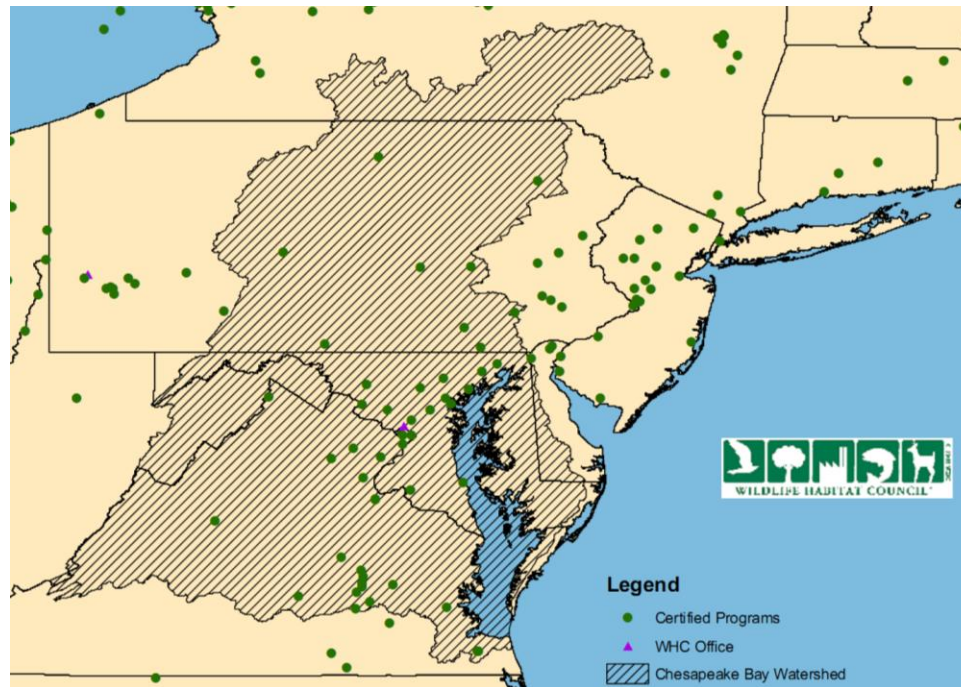 WILDLIFE HABITAT COUNCIL
Legend
Certified Programs
WHC Office
Chesapeake Bay Watershed